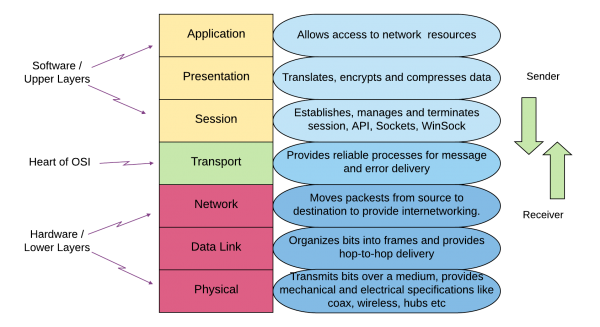 Application
Allows access to network resources
Software /
Upper Layers
Presentation
Translates, encrypts and compresses data
Sender
Session
Establishes, manages and terminates
session, API, Sockets, WinSock
Heart of OSI
Transport
Provides reliable processes for message
and error delivery
Network
Moves packests from source to
destination to provide internetworking.
Receiver
Hardware /
Lower Layers
Data Link
Organizes bits into frames and provides
hop-to-hop delivery
Physical
Transmits bits over a medium, provides
mechanical and electrical specifications like
coax, wireless, hubs etc